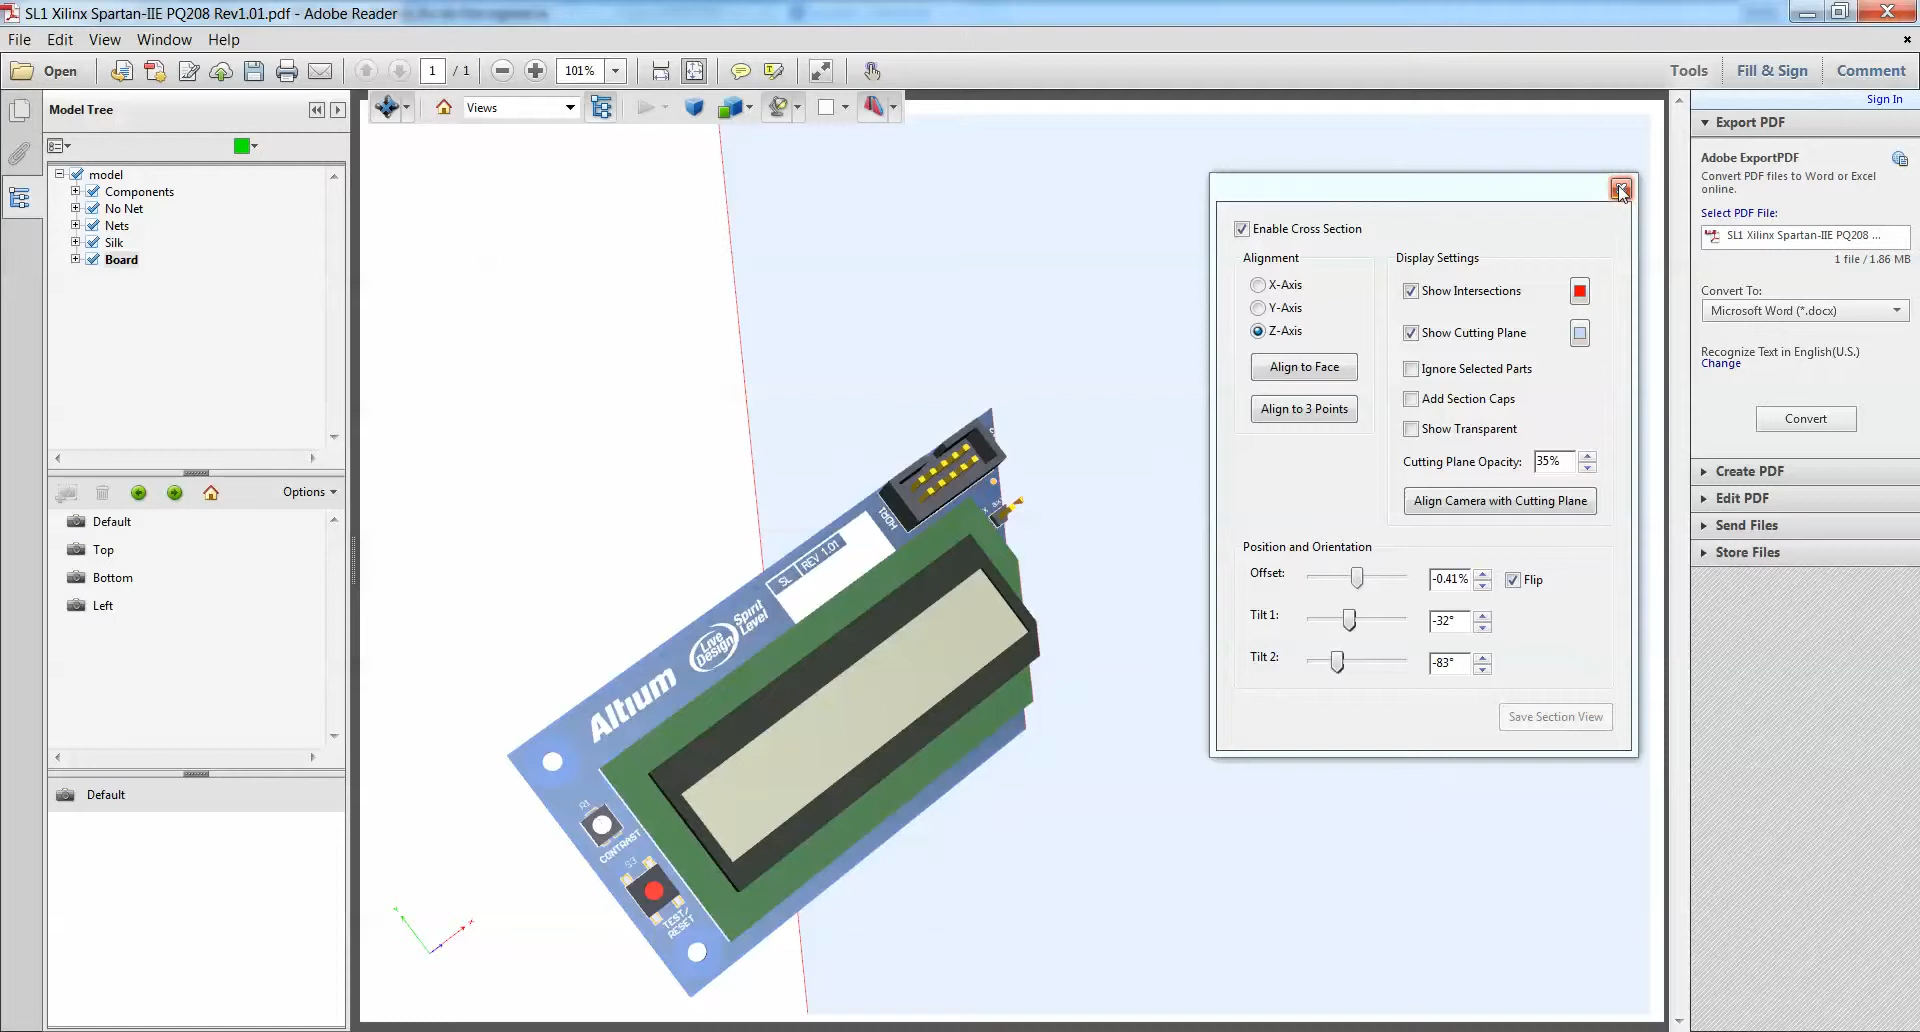 SL1 Xilinx Spartan-IIE PQ208 Rev1.01.pdf - Adobe Reader
File Edit View Window Help
Open 1 / 1 101% Tools Fill & Sign Comment
Sign In
Model Tree
Views
model
Components
No Net
Nets
Silk
Board
Options
Default
Top
Bottom
Left
Default
HDR1
SL REV 1.01
Live Design
Spirit Level
Altium
R1
CONTRAST
S3
TEST/
RESET
Enable Cross Section
Alignment
X-Axis
Y-Axis
Z-Axis
Align to Face
Align to 3 Points
Display Settings
Show Intersections
Show Cutting Plane
Ignore Selected Parts
Add Section Caps
Show Transparent
Cutting Plane Opacity: 35%
Align Camera with Cutting Plane
Position and Orientation
Offset: -0.41% Flip
Tilt 1: -32°
Tilt 2: -83°
Save Section View
Export PDF
Adobe ExportPDF
Convert PDF files to Word or Excel
online.
Select PDF File:
SL1 Xilinx Spartan-IIE PQ208 ...
1 file / 1.86 MB
Convert To:
Microsoft Word (*.docx)
Recognize Text in English(U.S.)
Change
Convert
Create PDF
Edit PDF
Send Files
Store Files